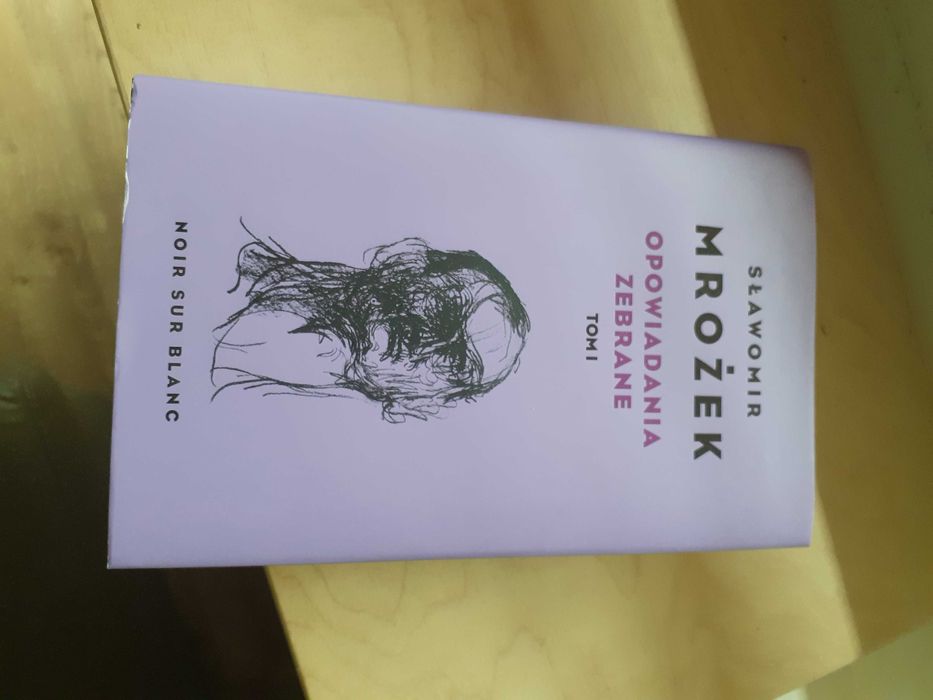 SŁAWOMIR
MROŻEK
OPOWIADANIA
ZEBRANE
TOM I
NOIR SUR BLANC